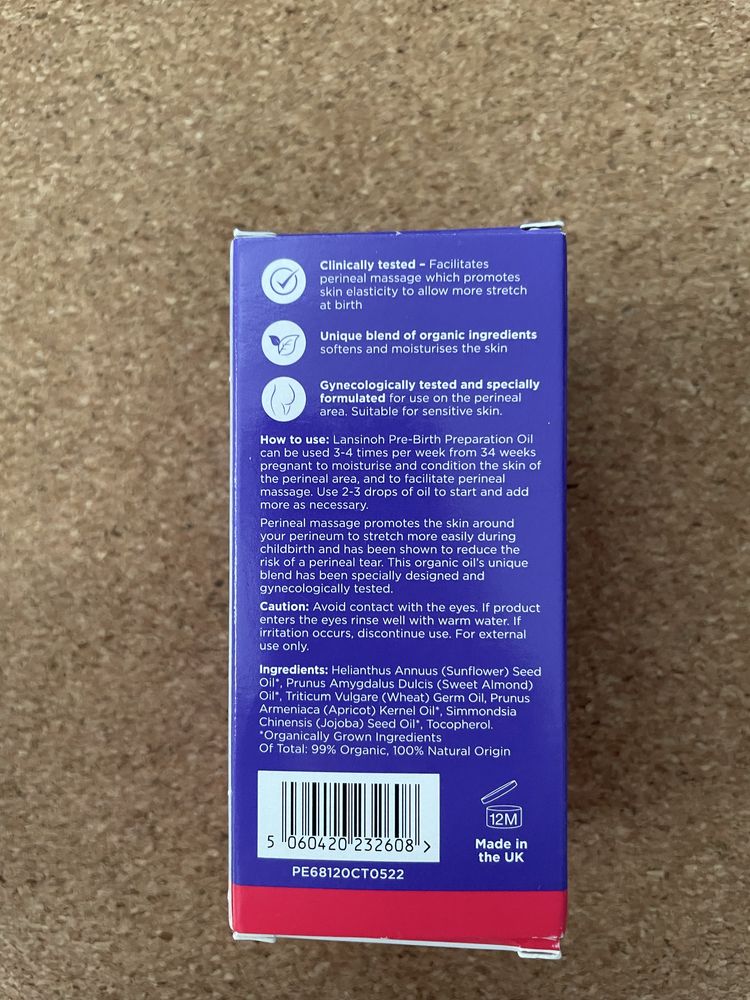 Clinically tested – Facilitates
perineal massage which promotes
skin elasticity to allow more stretch
at birth
Unique blend of organic ingredients
softens and moisturises the skin
Gynecologically tested and specially
formulated for use on the perineal
area. Suitable for sensitive skin.
How to use: Lansinoh Pre-Birth Preparation Oil
can be used 3-4 times per week from 34 weeks
pregnant to moisturise and condition the skin of
the perineal area, and to facilitate perineal
massage. Use 2-3 drops of oil to start and add
more as necessary.
Perineal massage promotes the skin around
your perineum to stretch more easily during
childbirth and has been shown to reduce the
risk of a perineal tear. This organic oil's unique
blend has been specially designed and
gynecologically tested.
Caution: Avoid contact with the eyes. If product
enters the eyes rinse well with warm water. If
irritation occurs, discontinue use. For external
use only.
Ingredients: Helianthus Annuus (Sunflower) Seed
Oil*, Prunus Amygdalus Dulcis (Sweet Almond)
Oil*, Triticum Vulgare (Wheat) Germ Oil, Prunus
Armeniaca (Apricot) Kernel Oil*, Simmondsia
Chinensis (Jojoba) Seed Oil*, Tocopherol.
*Organically Grown Ingredients
Of Total: 99% Organic, 100% Natural Origin
5 060420 232608 >
PE68120CT0522
12M
Made in
the UK